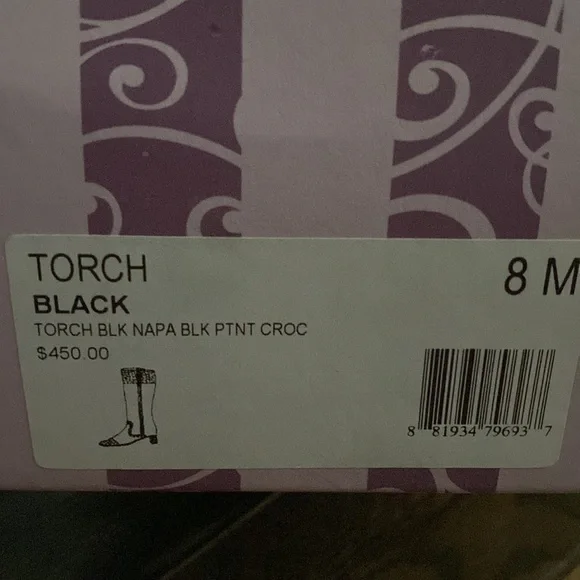 TORCH
8 M
BLACK
TORCH BLK NAPA BLK PTNT CROC
$450.00
8 81934 79693 7